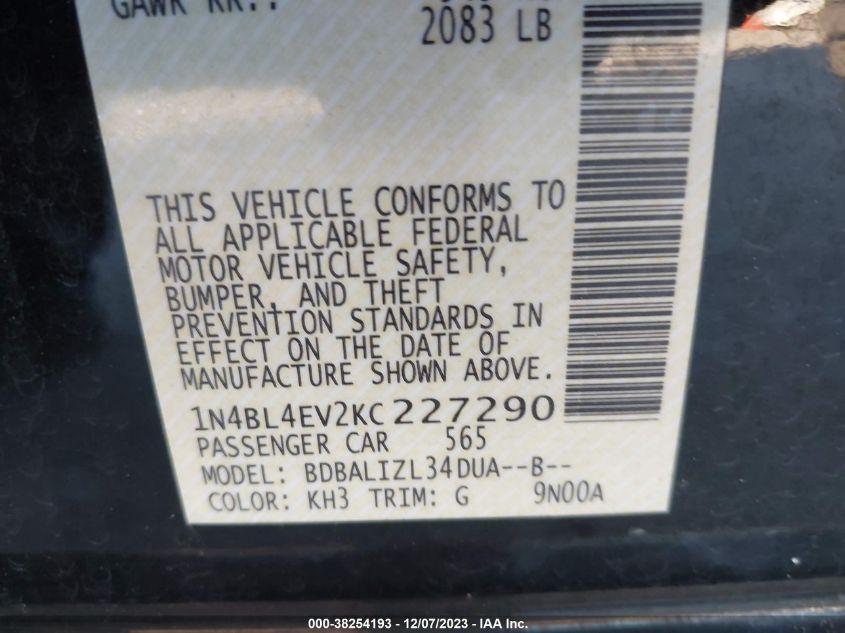 GAWR RR.:
2083 LB
THIS VEHICLE CONFORMS TO
ALL APPLICABLE FEDERAL
MOTOR VEHICLE SAFETY,
BUMPER, AND THEFT
PREVENTION STANDARDS IN
EFFECT ON THE DATE OF
MANUFACTURE SHOWN ABOVE.
1N4BL4EV2KC227290
PASSENGER CAR 565
MODEL: BDBALIZL34DUA--B--
COLOR: KH3 TRIM: G 9N00A
000-38254193 - 12/07/2023 - IAA Inc.